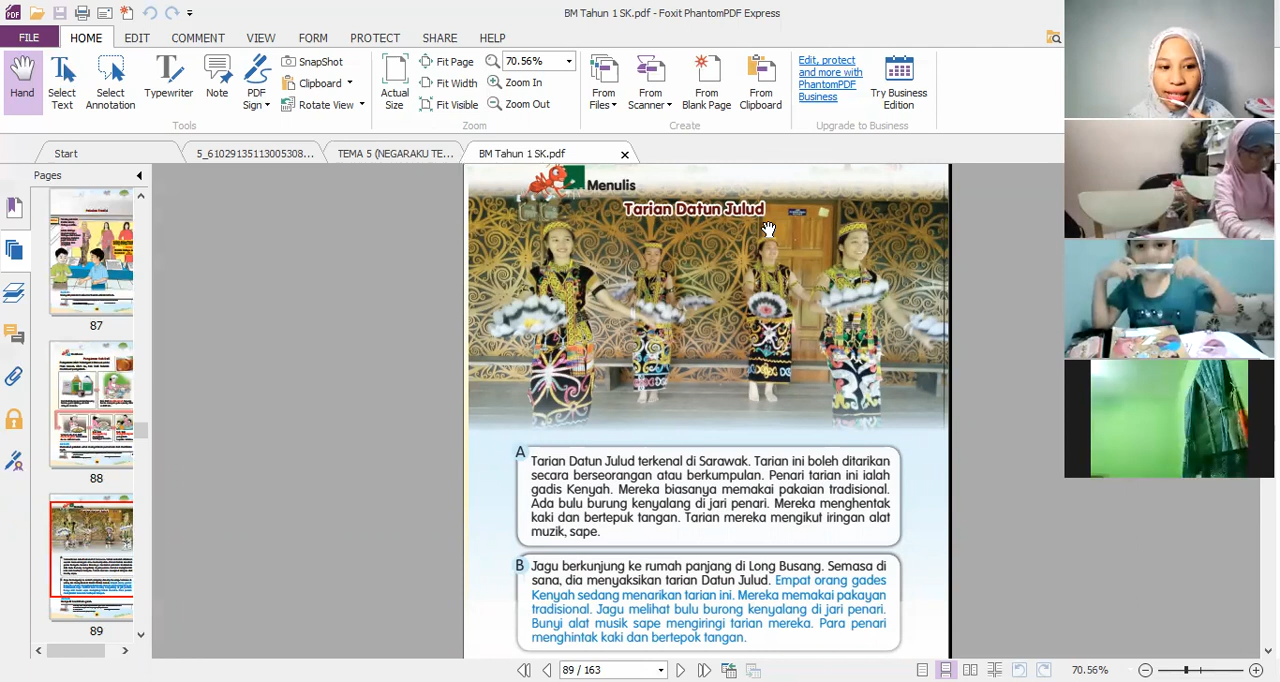 BM Tahun 1 SK.pdf - Foxit PhantomPDF Express
FILE HOME EDIT COMMENT VIEW FORM PROTECT SHARE HELP
Hand
Select Text
Select Annotation
Typewriter
Note
PDF Sign
SnapShot
Clipboard
Rotate View
Tools
Actual Size
Fit Page
Fit Width
Fit Visible
70.56%
Zoom In
Zoom Out
Zoom
From Files
From Scanner
From Blank Page
From Clipboard
Create
Edit, protect
and more with
PhantomPDF
Business
Try Business Edition
Upgrade to Business
Start
5_61029135113005308...
TEMA 5 (NEGARAKU TE...
BM Tahun 1 SK.pdf
Pages
87
88
89
Menulis
Tarian Datun Julud
A
Tarian Datun Julud terkenal di Sarawak. Tarian ini boleh ditarikan
secara berseorangan atau berkumpulan. Penari tarian ini ialah
gadis Kenyah. Mereka biasanya memakai pakaian tradisional.
Ada bulu burung kenyalang di jari penari. Mereka menghentak
kaki dan bertepuk tangan. Tarian mereka mengikut iringan alat
muzik, sape.
B
Jagu berkunjung ke rumah panjang di Long Busang. Semasa di
sana, dia menyaksikan tarian Datun Julud. Empat orang gades
Kenyah sedang menarikan tarian ini. Mereka memakai pakayan
tradisional. Jagu melihat bulu burong kenyalang di jari penari.
Bunyi alat musik sape mengiringi tarian mereka. Para penari
menghintak kaki dan bertepok tangan.
89 / 163
70.56%